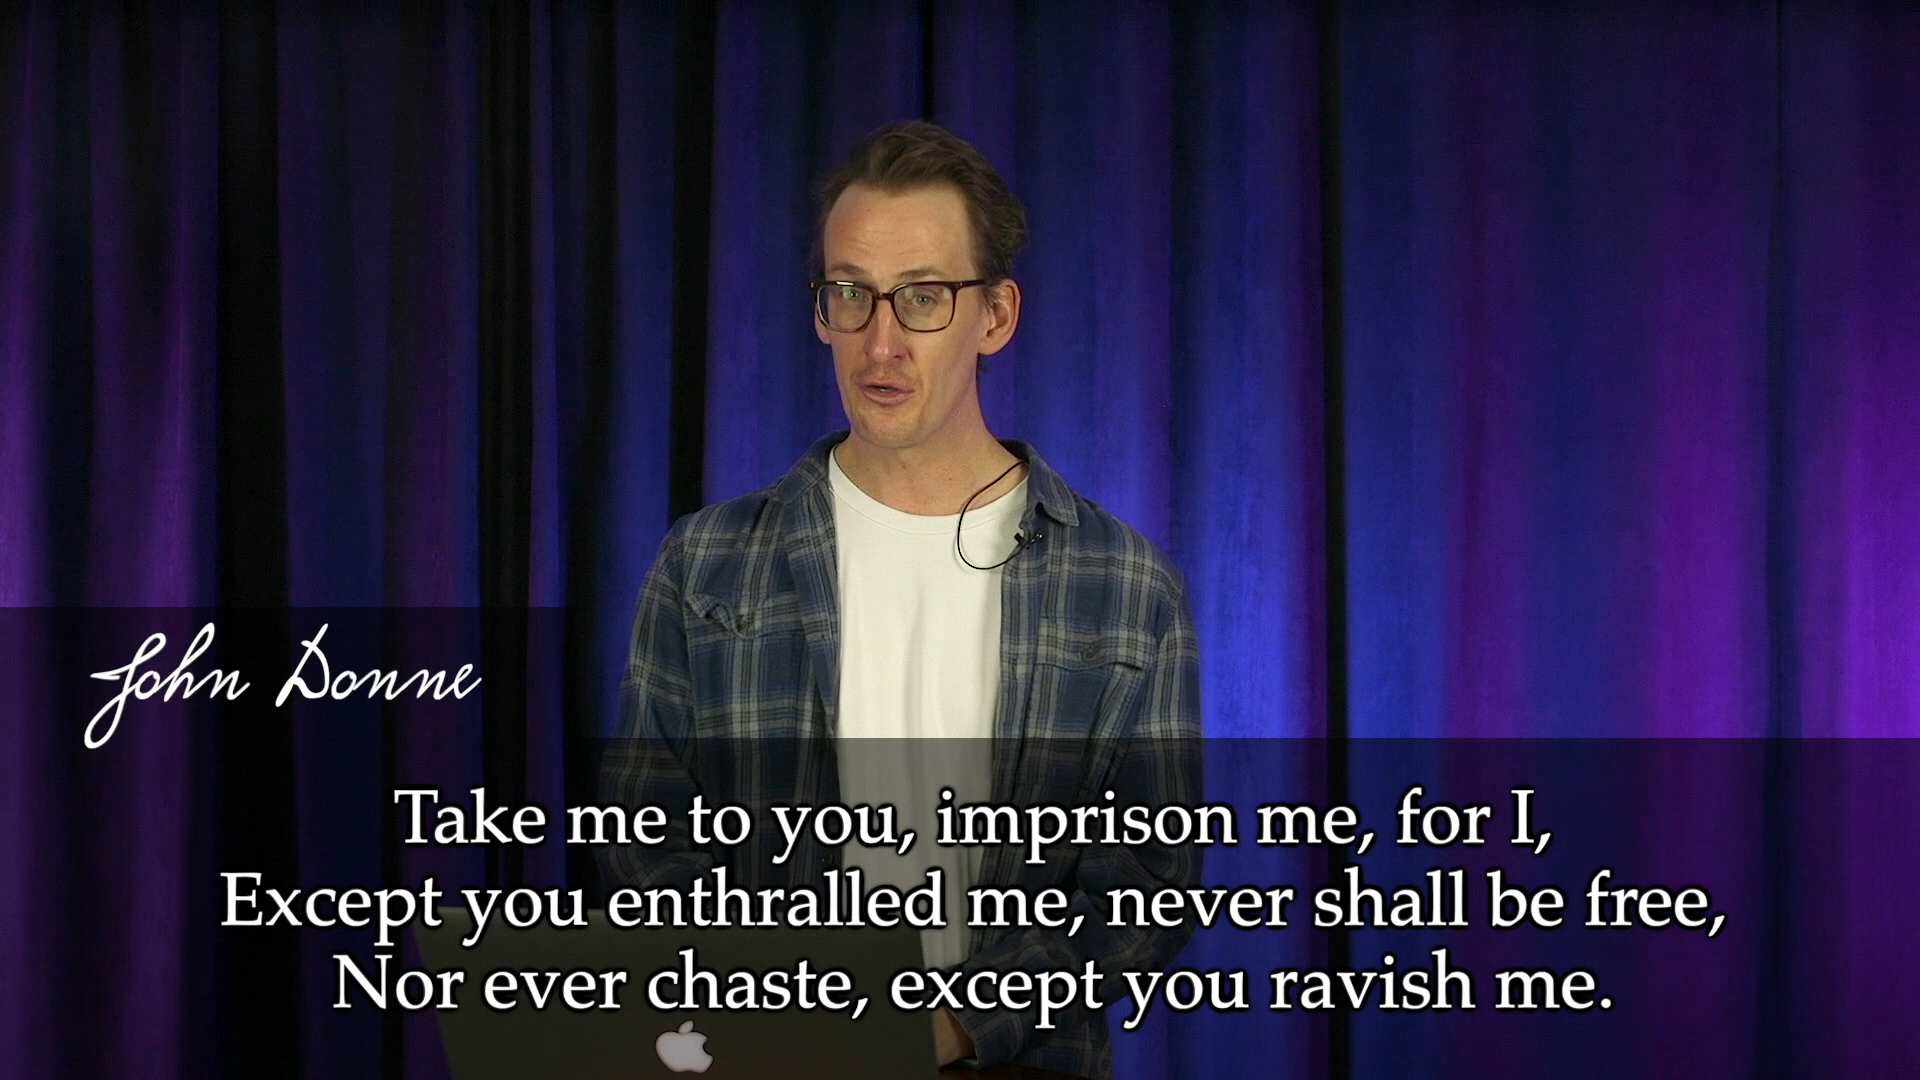 John Donne
Take me to you, imprison me, for I,
Except you enthralled me, never shall be free,
Nor ever chaste, except you ravish me.